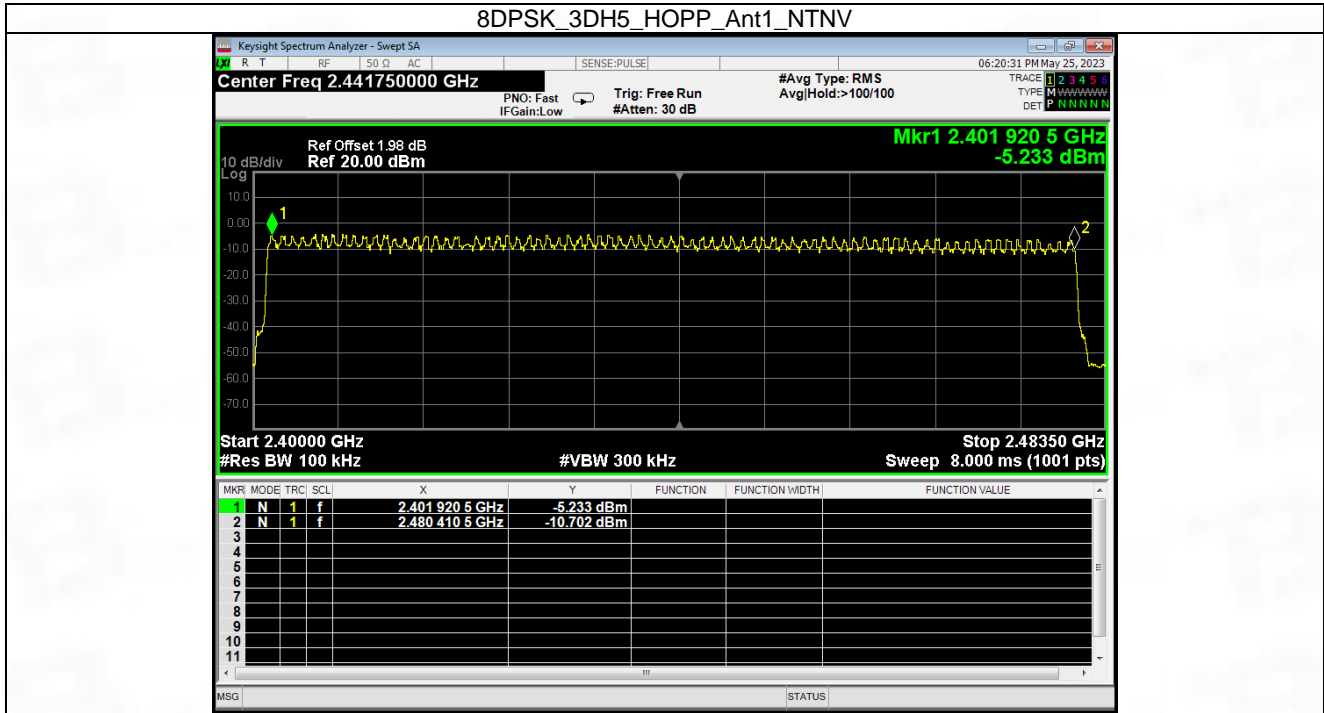 8DPSK_3DH5_HOPP_Ant1_NTNV
Keysight Spectrum Analyzer - Swept SA
LXI R T RF 50 Ω AC SENSE:PULSE 06:20:31 PM May 25, 2023
Center Freq 2.441750000 GHz
#Avg Type: RMS
TRACE 1 2 3 4 5 6
PNO: Fast Trig: Free Run Avg|Hold:>100/100
TYPE M WWWWW
IFGain:Low #Atten: 30 dB
DET P N N N N N
Mkr1 2.401 920 5 GHz
-5.233 dBm
Ref Offset 1.98 dB
10 dB/div Ref 20.00 dBm
Log
10.0
1
0.00
2
-10.0
-20.0
-30.0
-40.0
-50.0
-60.0
-70.0
Start 2.40000 GHz Stop 2.48350 GHz
#Res BW 100 kHz #VBW 300 kHz Sweep 8.000 ms (1001 pts)
MKR MODE TRC SCL X Y FUNCTION FUNCTION WIDTH FUNCTION VALUE
1 N 1 f 2.401 920 5 GHz -5.233 dBm
2 N 1 f 2.480 410 5 GHz -10.702 dBm
3
4
5
6
7
8
9
10
11
MSG STATUS